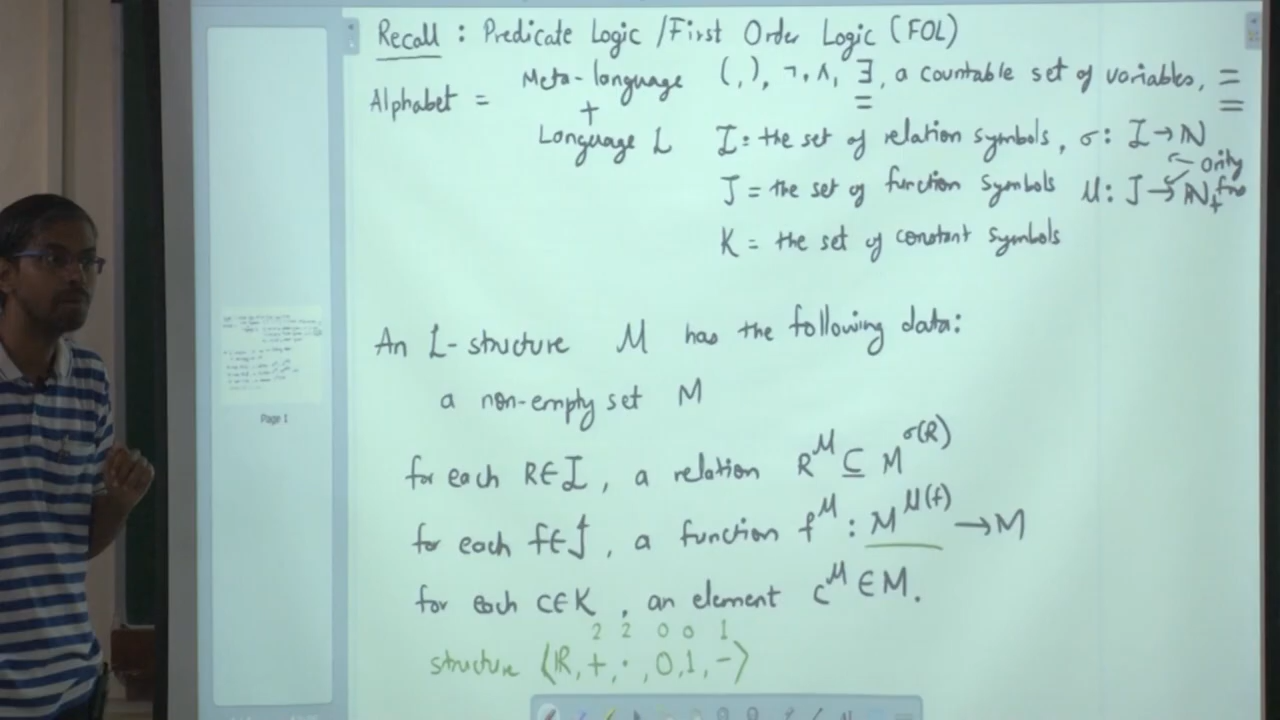 Recall : Predicate Logic / First Order Logic (FOL)
Alphabet = Meta-language (, ), ¬, ∧, ∃, a countable set of variables, =
+
Language L I = the set of relation symbols, σ: I → ℕ
arity
J = the set of function symbols μ: J → ℕ₊ fns
K = the set of constant symbols
An L-structure M has the following data:
a non-empty set M
for each R∈I, a relation R^M ⊆ M^σ(R)
for each f∈J, a function f^M : M^μ(f) → M
for each c∈K, an element c^M ∈ M.
2 2 0 0 1
structure ⟨ℝ, +, ·, 0, 1, −⟩
Page 1